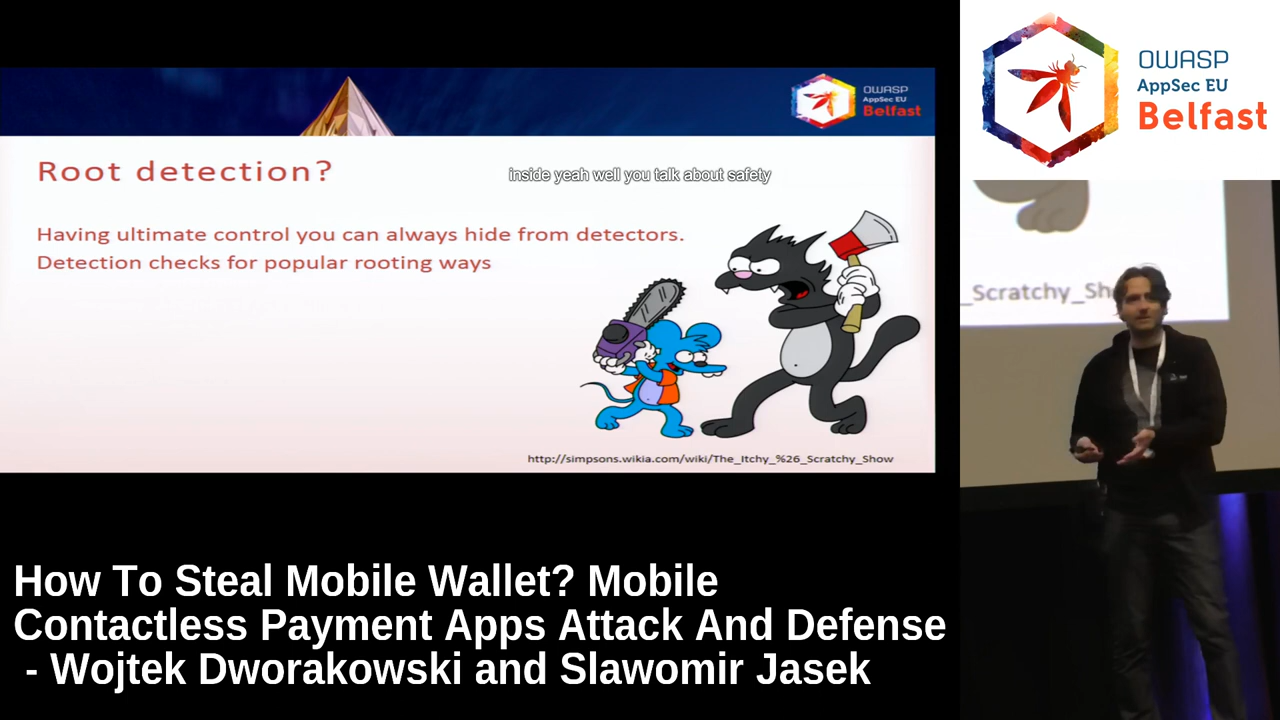 OWASP
AppSec EU
Belfast
Root detection?
inside yeah well you talk about safety
Having ultimate control you can always hide from detectors.
Detection checks for popular rooting ways
http://simpsons.wikia.com/wiki/The_Itchy_%26_Scratchy_Show
OWASP
AppSec EU
Belfast
_Scratchy_Sh
How To Steal Mobile Wallet? Mobile
Contactless Payment Apps Attack And Defense
- Wojtek Dworakowski and Slawomir Jasek